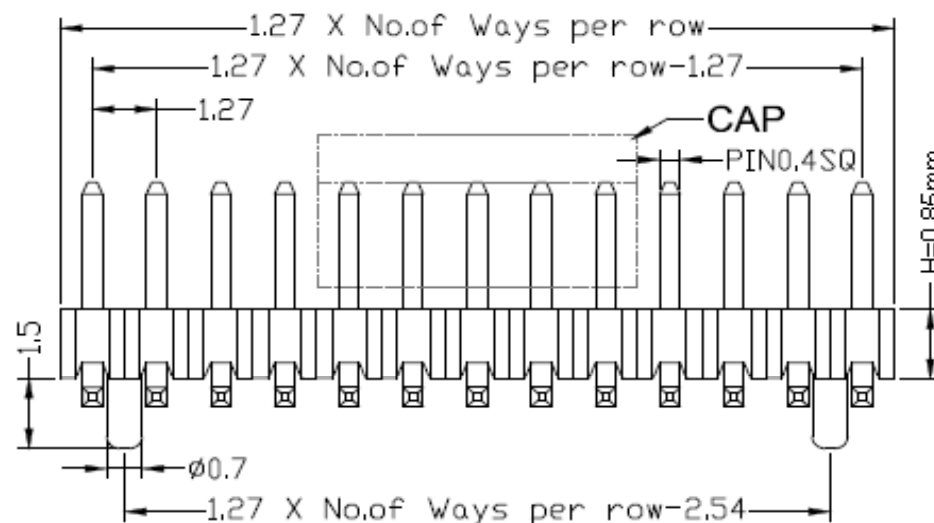 1.27 X No.of Ways per row
1.27 X No.of Ways per row-1.27
1.27
CAP
PIN0.4SQ
H=0.85mm
1.5
ø0.7
1.27 X No.of Ways per row-2.54